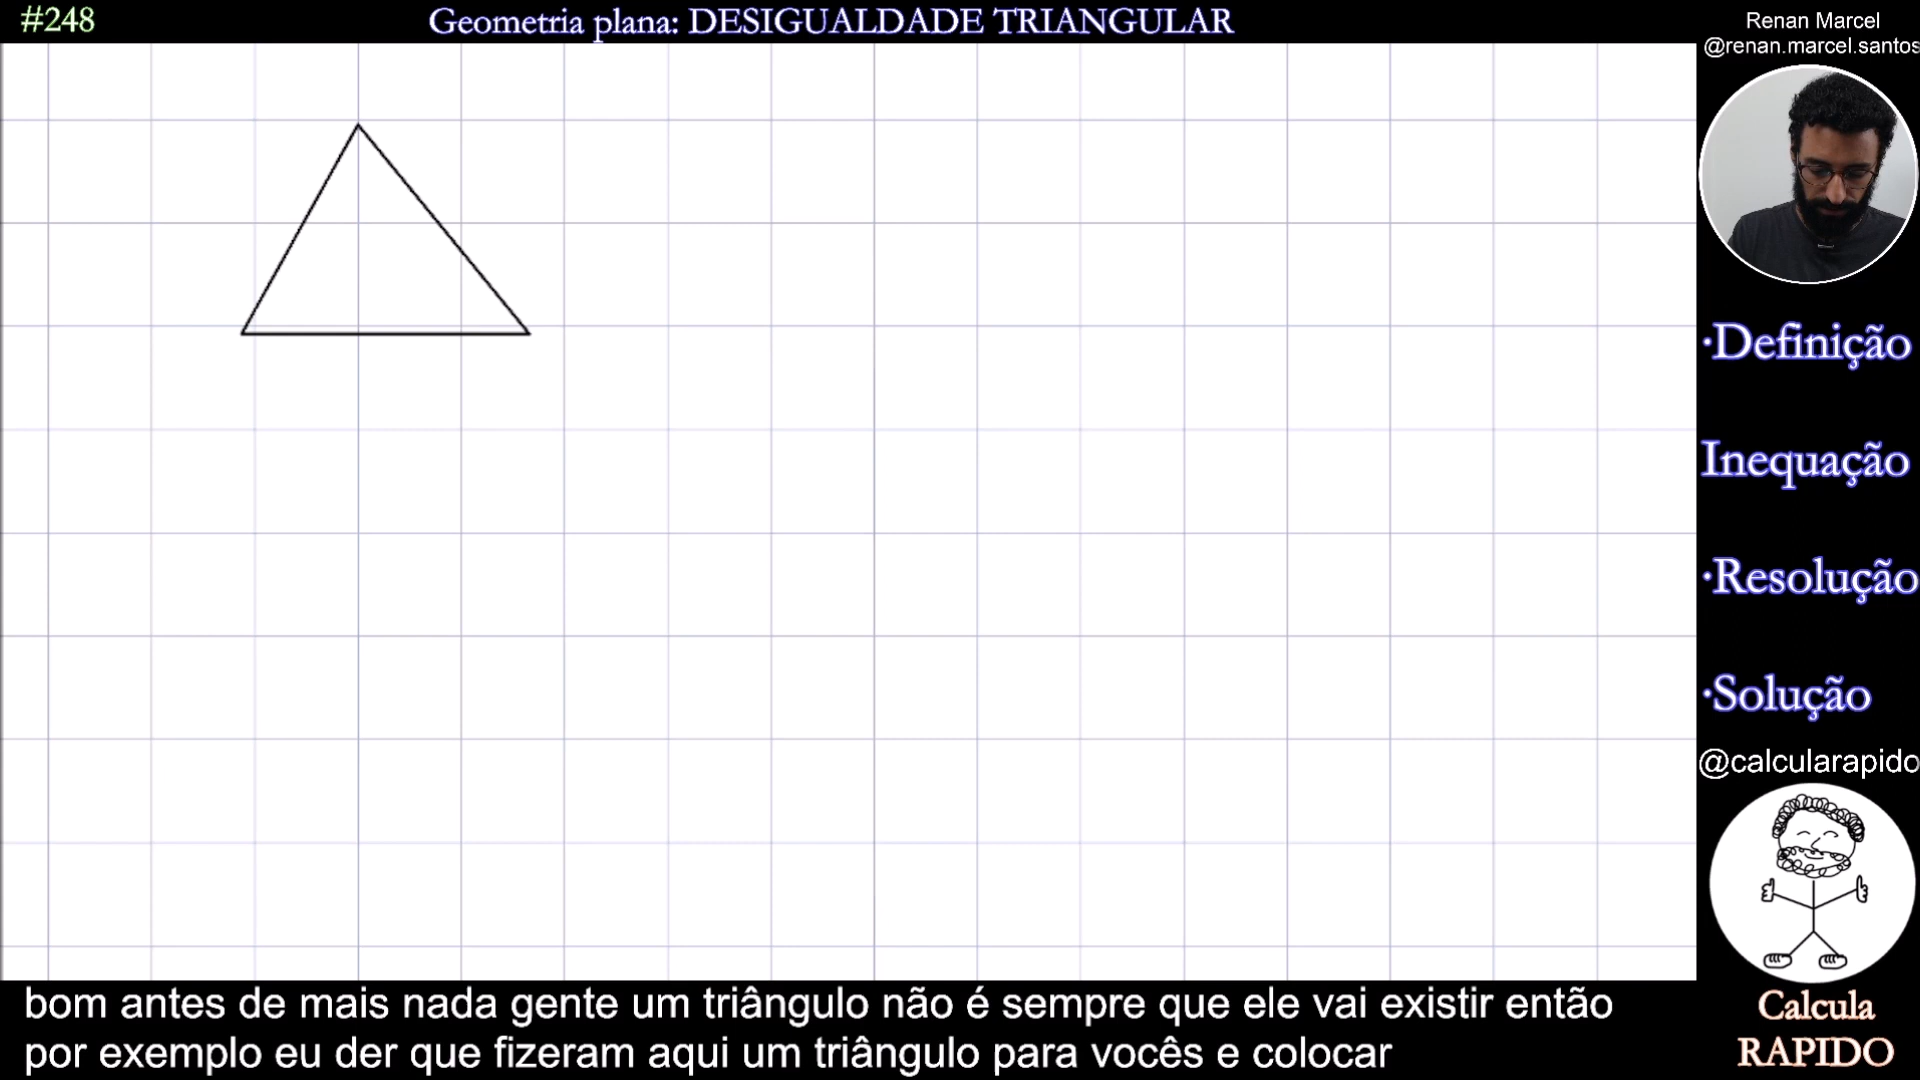 #248
Geometria plana: DESIGUALDADE TRIANGULAR
Renan Marcel
@renan.marcel.santos
·Definição
Inequação
·Resolução
·Solução
@calcularapido
Calcula
RAPIDO
bom antes de mais nada gente um triângulo não é sempre que ele vai existir então
por exemplo eu der que fizeram aqui um triângulo para vocês e colocar